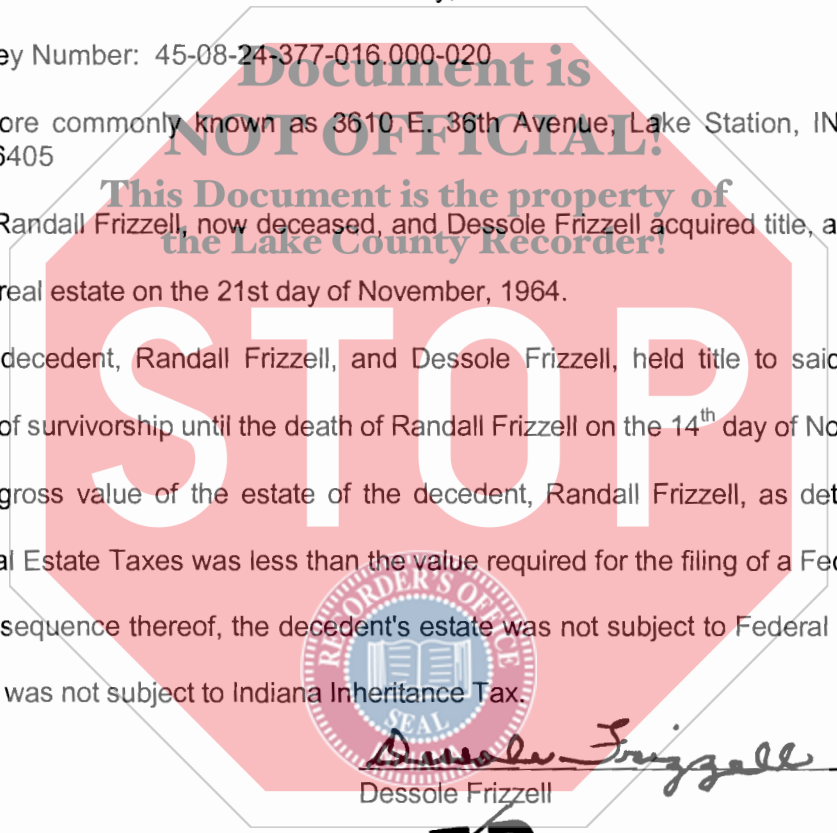 ey Number: 45-08-24-377-016.000-020
Document is
ore commonly known as 3610 E. 36th Avenue, Lake Station, IN
NOT OFFICIAL!
6405
This Document is the property of
Randall Frizzell, now deceased, and Dessole Frizzell acquired title, a
the Lake County Recorder!
real estate on the 21st day of November, 1964.
decedent, Randall Frizzell, and Dessole Frizzell, held title to said
STOP
of survivorship until the death of Randall Frizzell on the 14th day of No
gross value of the estate of the decedent, Randall Frizzell, as det
al Estate Taxes was less than the value required for the filing of a Fed
sequence thereof, the decedent's estate was not subject to Federal
RECORDER'S OFFICE
was not subject to Indiana Inheritance Tax.
SEAL
Dessole Frizzell
Dessole Frizzell